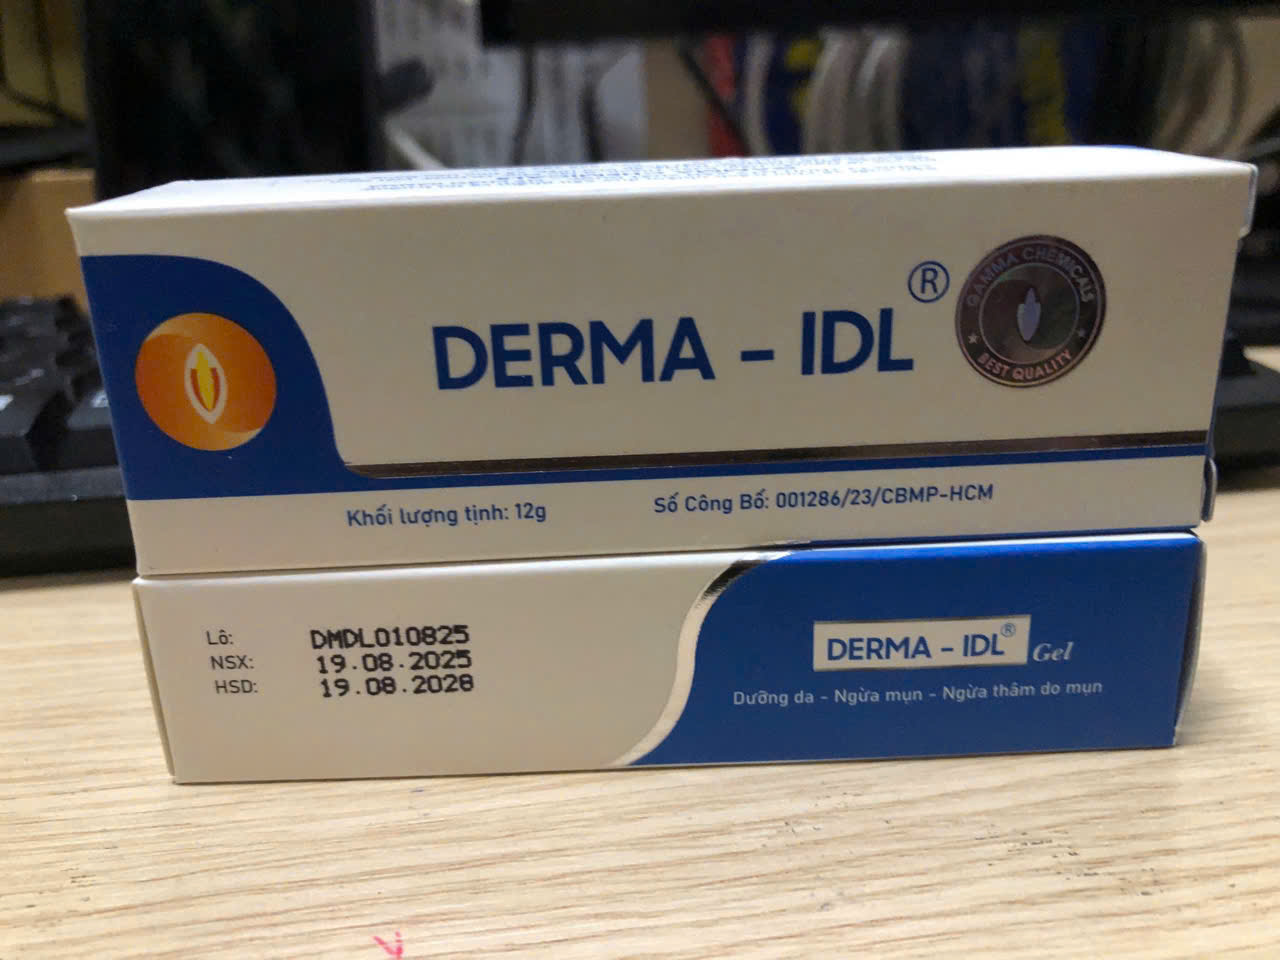 DERMA - IDL®
GAMMA CHEMICALS
★ BEST QUALITY ★
Khối lượng tịnh: 12g
Số Công Bố: 001286/23/CBMP-HCM
Lô: DMDL010825
NSX: 19.08.2025
HSD: 19.08.2028
DERMA - IDL® Gel
Dưỡng da - Ngừa mụn - Ngừa thâm do mụn